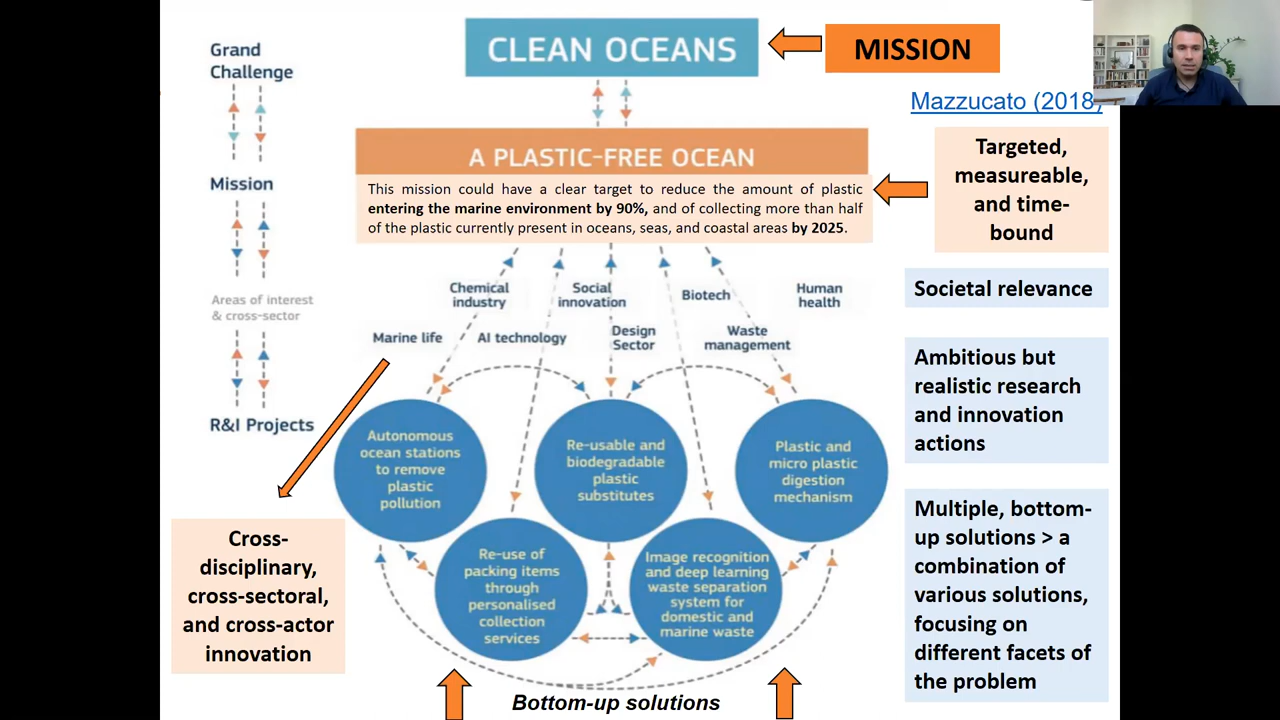 Grand
Challenge
Mission
Areas of interest
& cross-sector
R&I Projects
CLEAN OCEANS
MISSION
Mazzucato (2018)
A PLASTIC-FREE OCEAN
This mission could have a clear target to reduce the amount of plastic
entering the marine environment by 90%, and of collecting more than half
of the plastic currently present in oceans, seas, and coastal areas by 2025.
Targeted,
measureable,
and time-
bound
Chemical
industry
Social
innovation
Biotech
Human
health
Marine life
AI technology
Design
Sector
Waste
management
Societal relevance
Ambitious but
realistic research
and innovation
actions
Autonomous
ocean stations
to remove
plastic
pollution
Re-usable and
biodegradable
plastic
substitutes
Plastic and
micro plastic
digestion
mechanism
Re-use of
packing items
through
personalised
collection
services
Image recognition
and deep learning
waste separation
system for
domestic and
marine waste
Cross-
disciplinary,
cross-sectoral,
and cross-actor
innovation
Multiple, bottom-
up solutions > a
combination of
various solutions,
focusing on
different facets of
the problem
Bottom-up solutions